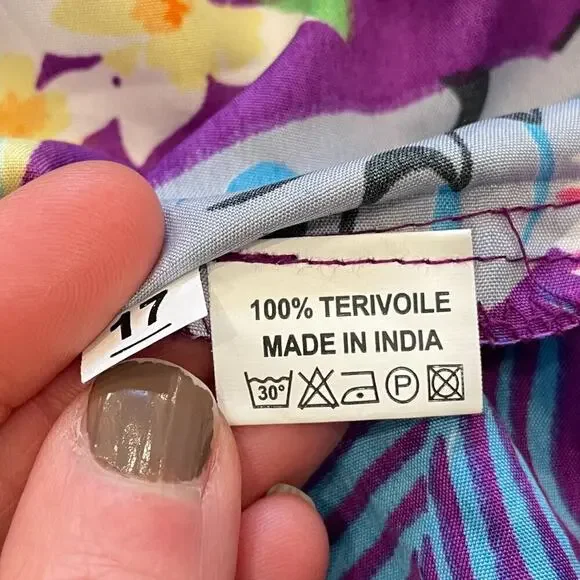 17
100% TERIVOILE
MADE IN INDIA
30° P